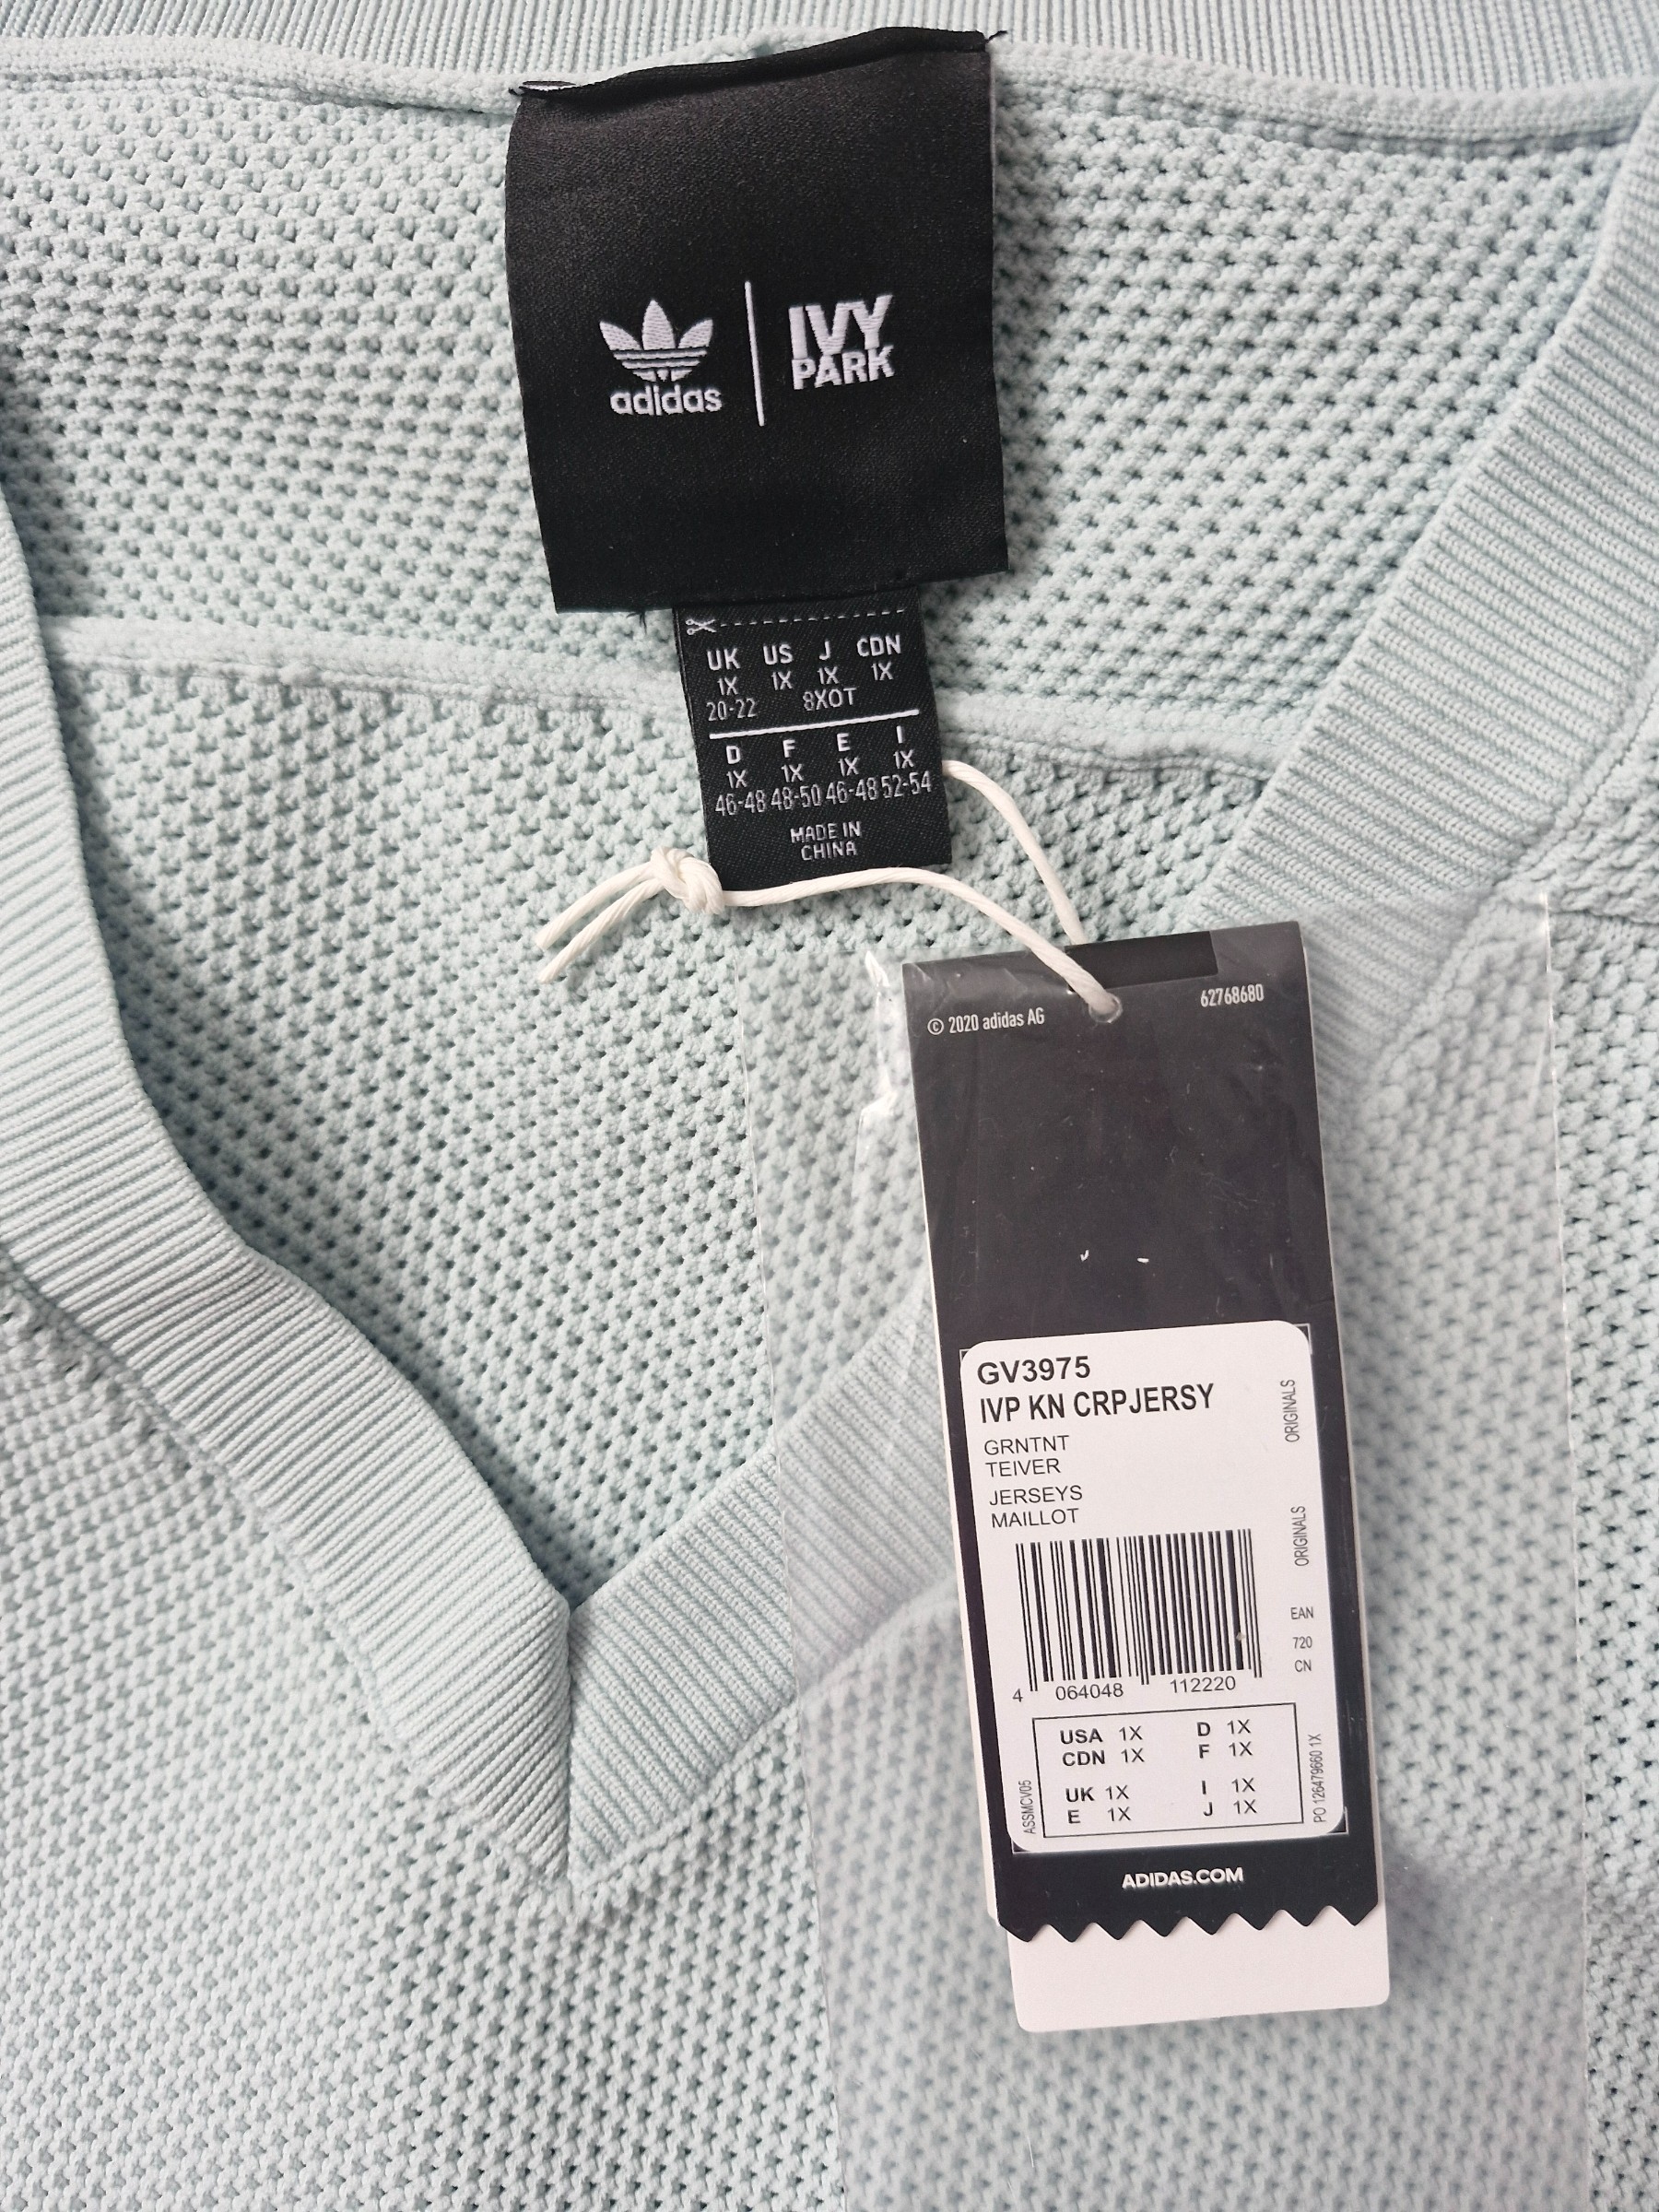 adidas
IVY
PARK
UK US J CDN
1X 1X 1X 1X
20-22 8XOT
D F E I
1X 1X 1X 1X
46-48 48-50 46-48 52-54
MADE IN
CHINA
© 2020 adidas AG
62768680
GV3975
IVP KN CRPJERSY
GRNTNT
TEIVER
JERSEYS
MAILLOT
ORIGINALS
ORIGINALS
EAN
720
CN
4 064048 112220
USA 1X D 1X
CDN 1X F 1X
UK 1X I 1X
E 1X J 1X
ASSMCV05
PO 126479660 1X
ADIDAS.COM